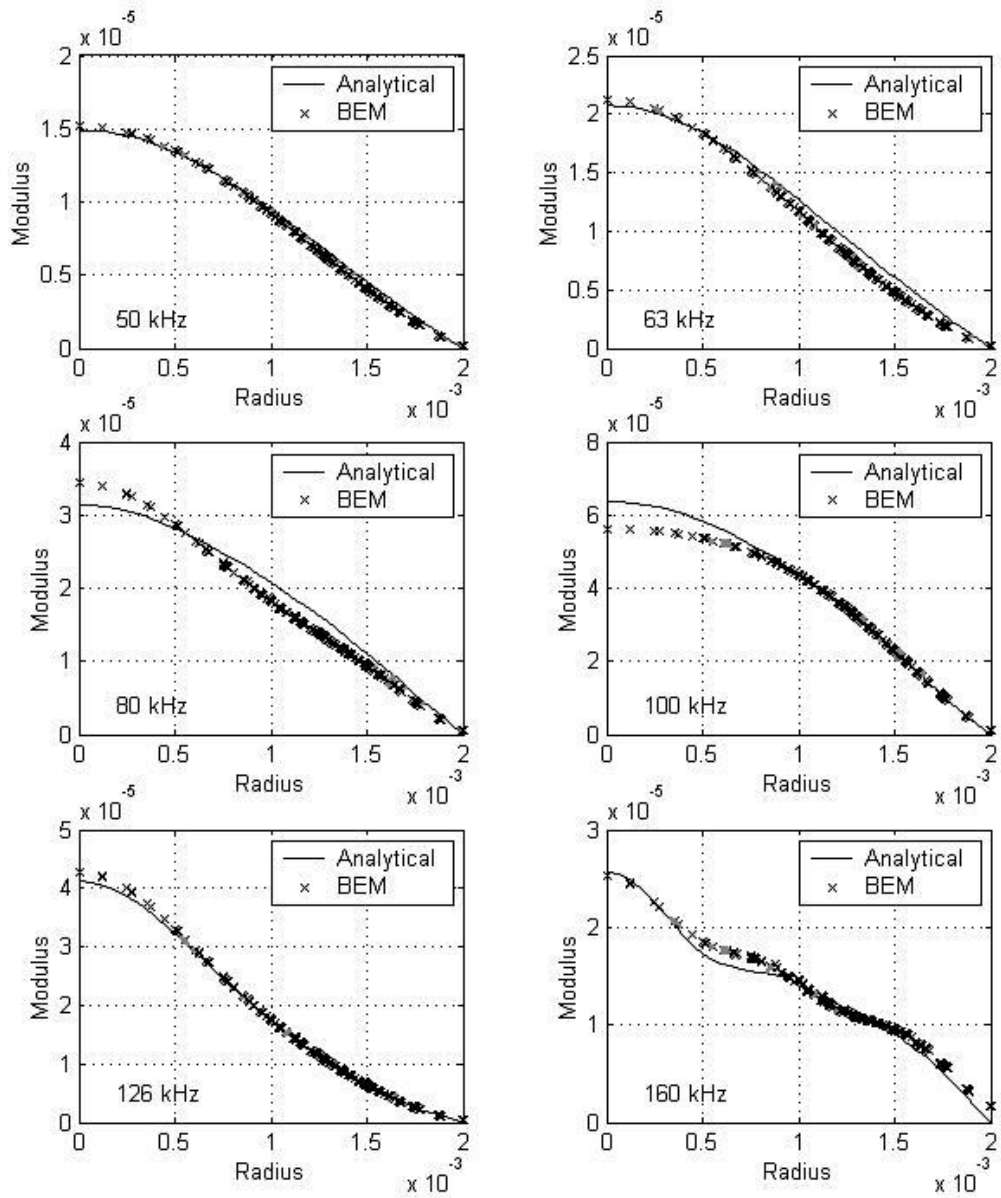 x 10^-5
2
1.5
1
0.5
0
Modulus
Analytical
BEM
50 kHz
0 0.5 1 1.5 2
Radius
x 10^-3
x 10^-5
2.5
2
1.5
1
0.5
0
Modulus
Analytical
BEM
63 kHz
0 0.5 1 1.5 2
Radius
x 10^-3
x 10^-5
4
3
2
1
0
Modulus
Analytical
BEM
80 kHz
0 0.5 1 1.5 2
Radius
x 10^-3
x 10^-5
8
6
4
2
0
Modulus
Analytical
BEM
100 kHz
0 0.5 1 1.5 2
Radius
x 10^-3
x 10^-5
5
4
3
2
1
0
Modulus
Analytical
BEM
126 kHz
0 0.5 1 1.5 2
Radius
x 10^-3
x 10^-5
3
2
1
0
Modulus
Analytical
BEM
160 kHz
0 0.5 1 1.5 2
Radius
x 10^-3